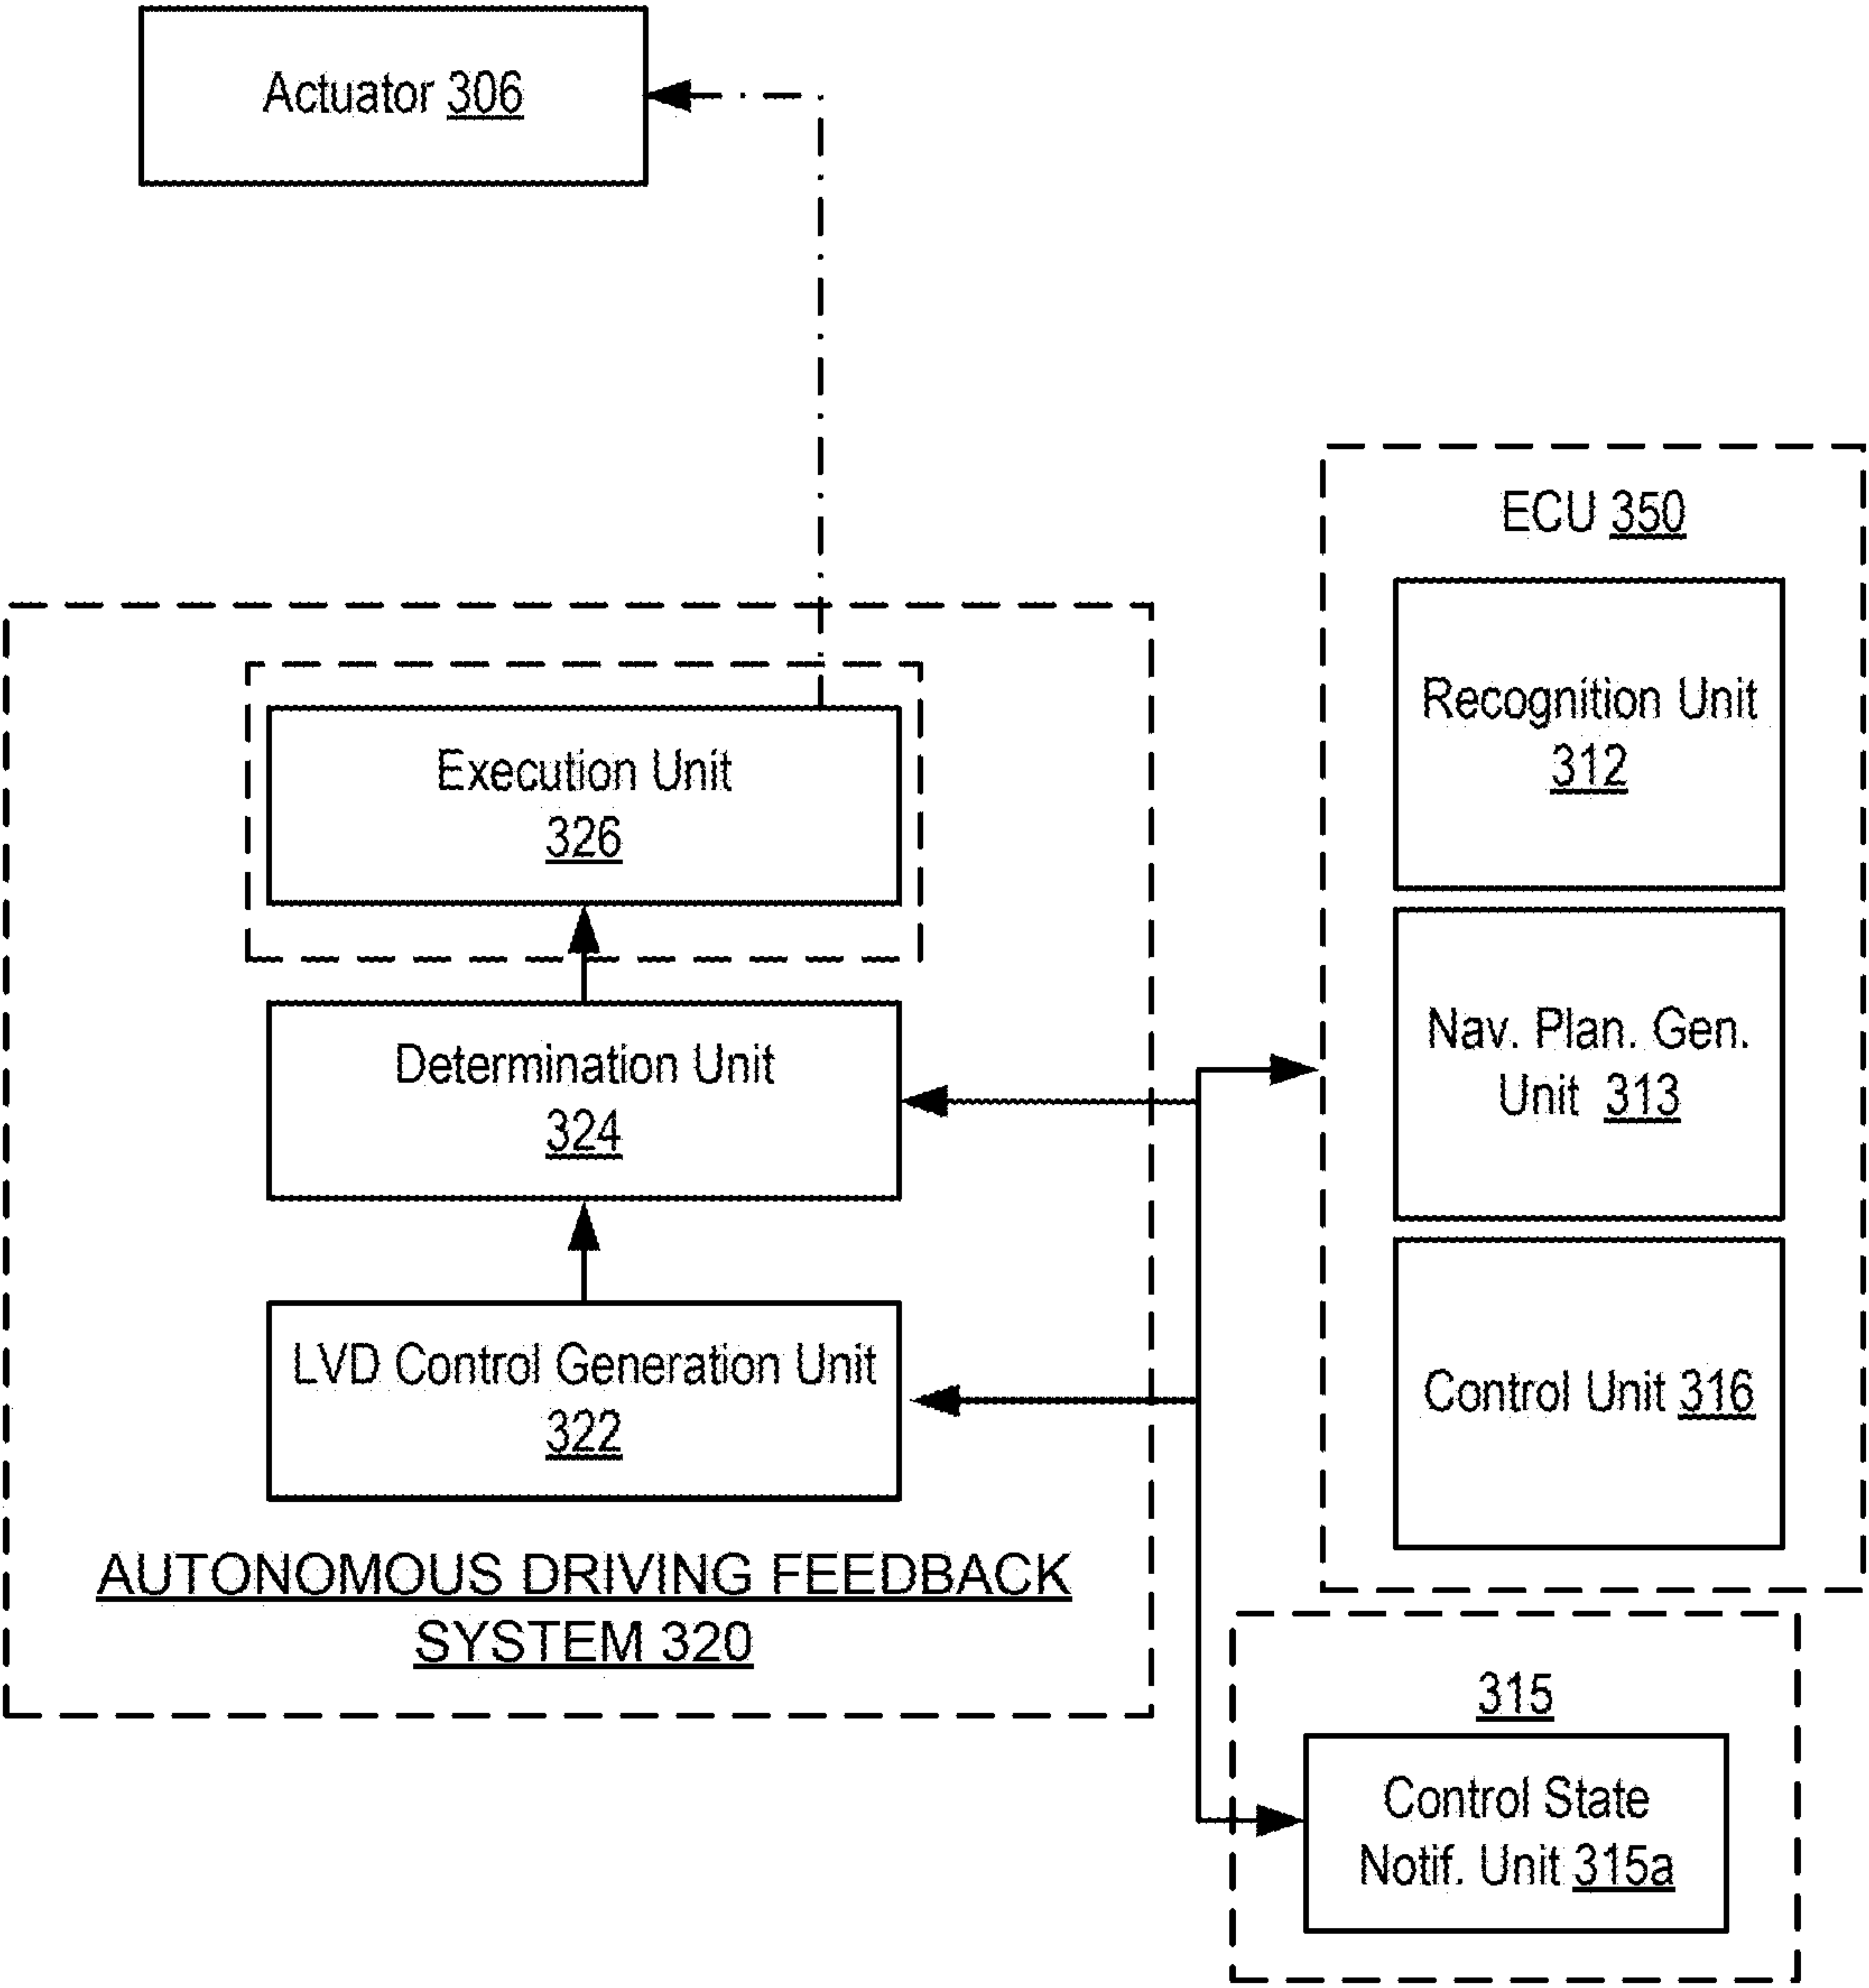 Actuator 306
ECU 350
Recognition Unit
312
Nav. Plan. Gen.
Unit 313
Control Unit 316
Execution Unit
326
Determination Unit
324
LVD Control Generation Unit
322
AUTONOMOUS DRIVING FEEDBACK
SYSTEM 320
315
Control State
Notif. Unit 315a